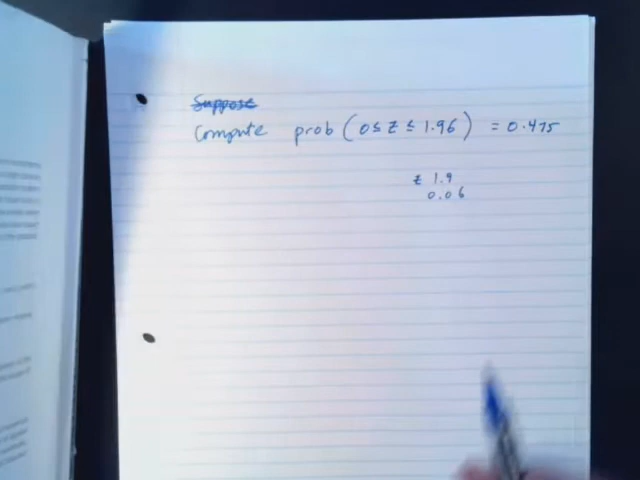 Suppose
Compute prob (0 ≤ Z ≤ 1.96) = 0.475
z 1.9
0.06